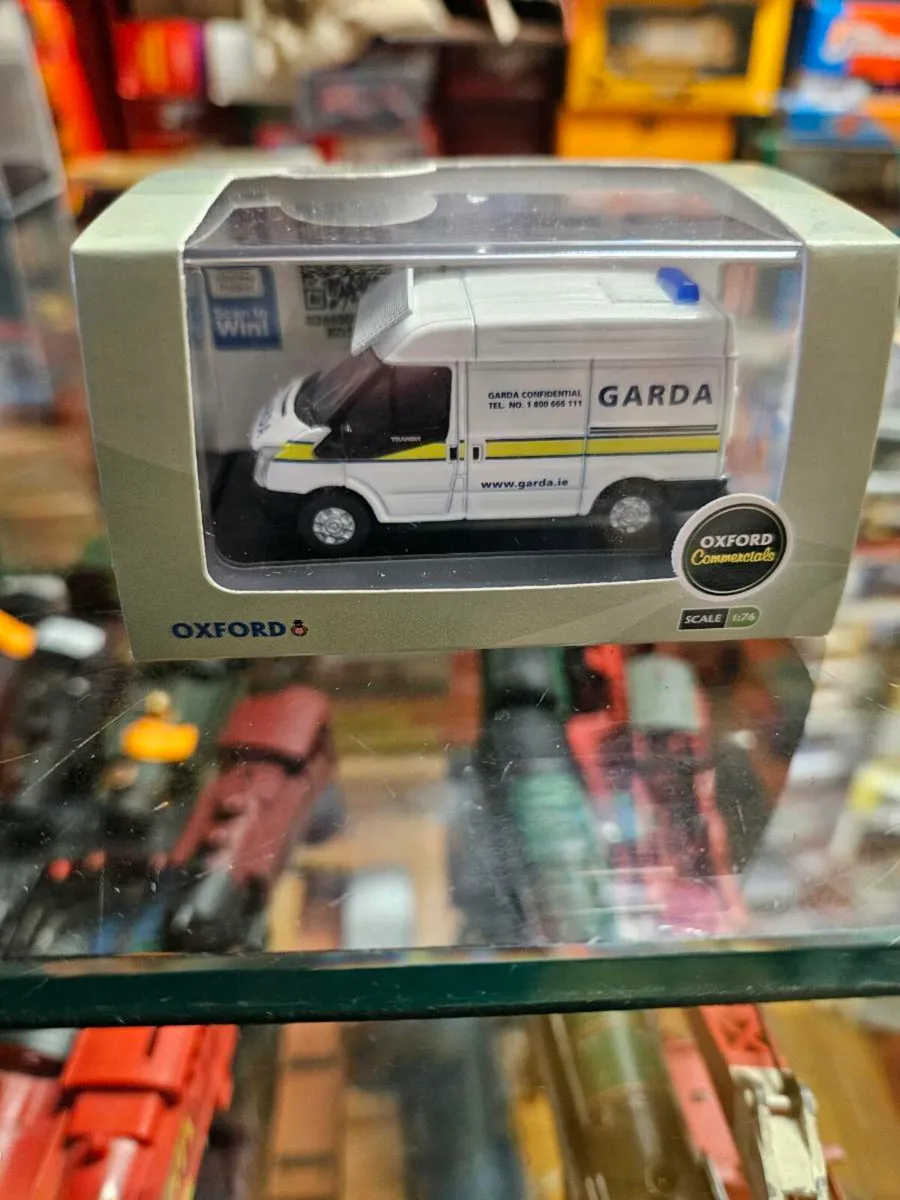 Scan to
Win!
GARDA CONFIDENTIAL
TEL. NO. 1 800 666 111
GARDA
TRANSIT
www.garda.ie
OXFORD
Commercials
OXFORD
SCALE 1:76